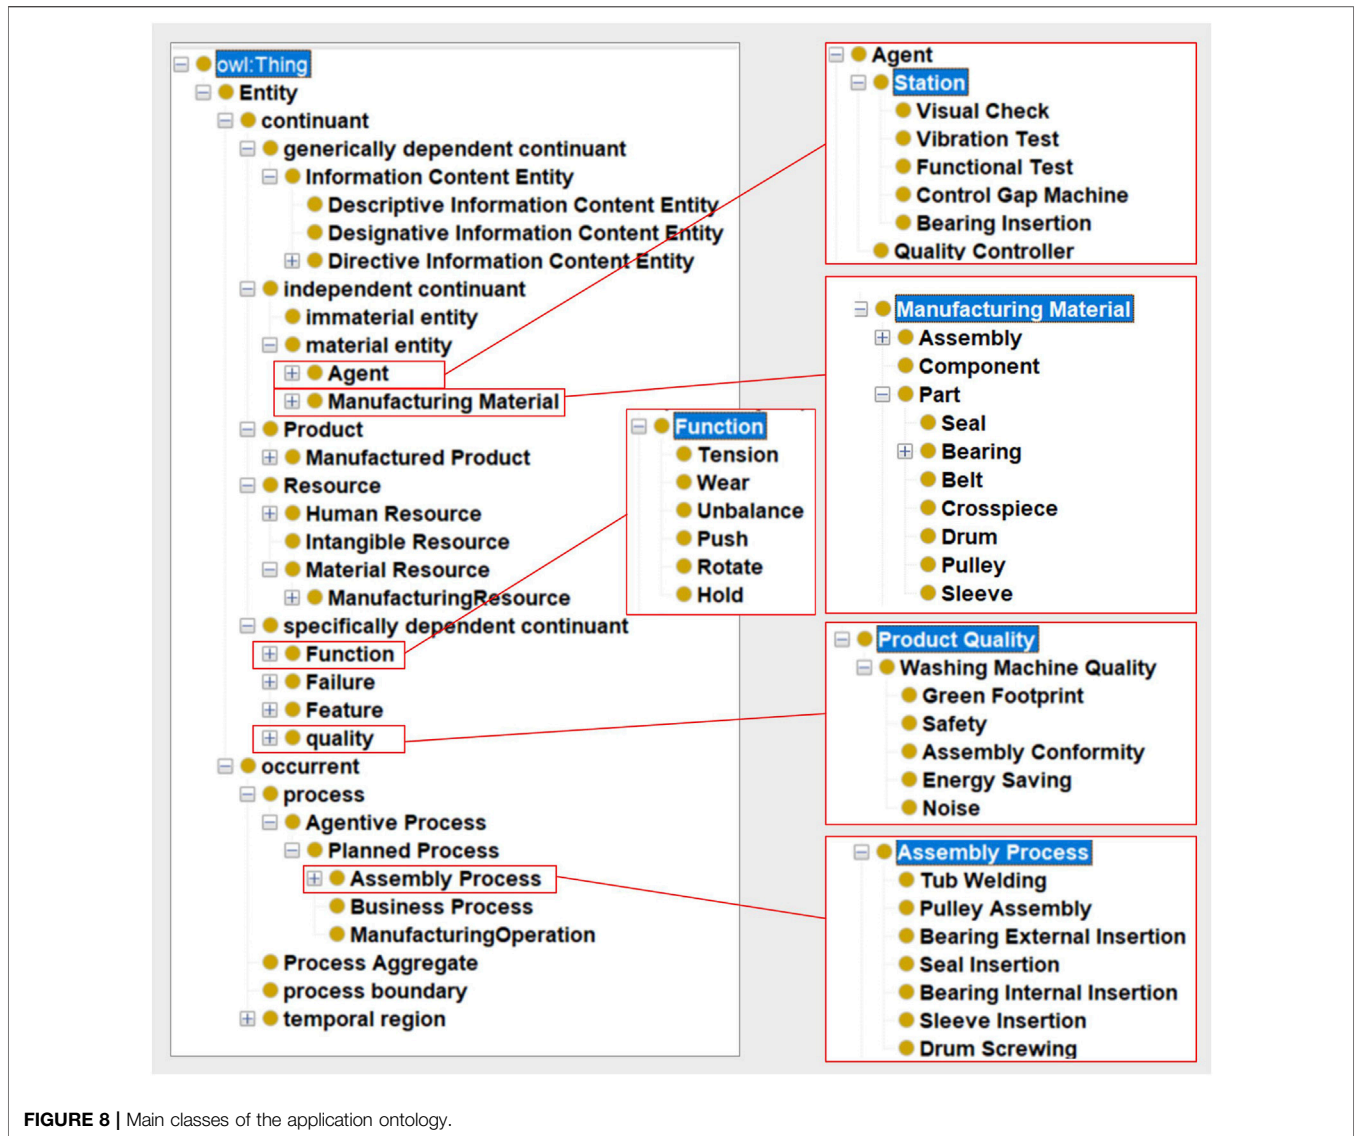 owl:Thing
Entity
continuant
generically dependent continuant
Information Content Entity
Descriptive Information Content Entity
Designative Information Content Entity
Directive Information Content Entity
independent continuant
immaterial entity
material entity
Agent
Manufacturing Material
Product
Manufactured Product
Resource
Human Resource
Intangible Resource
Material Resource
ManufacturingResource
specifically dependent continuant
Function
Failure
Feature
quality
occurrent
process
Agentive Process
Planned Process
Assembly Process
Business Process
ManufacturingOperation
Process Aggregate
process boundary
temporal region
Function
Tension
Wear
Unbalance
Push
Rotate
Hold
Agent
Station
Visual Check
Vibration Test
Functional Test
Control Gap Machine
Bearing Insertion
Quality Controller
Manufacturing Material
Assembly
Component
Part
Seal
Bearing
Belt
Crosspiece
Drum
Pulley
Sleeve
Product Quality
Washing Machine Quality
Green Footprint
Safety
Assembly Conformity
Energy Saving
Noise
Assembly Process
Tub Welding
Pulley Assembly
Bearing External Insertion
Seal Insertion
Bearing Internal Insertion
Sleeve Insertion
Drum Screwing
FIGURE 8 | Main classes of the application ontology.